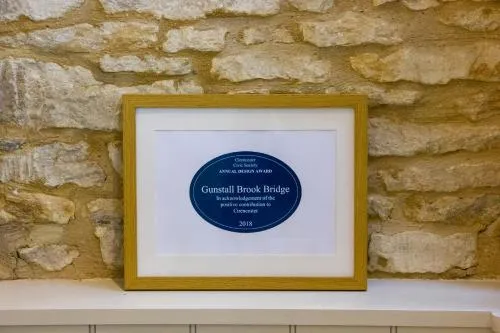 Cirencester
Civic Society
ANNUAL DESIGN AWARD
Gunstall Brook Bridge
In acknowledgement of the
positive contribution to
Cirencester
2018